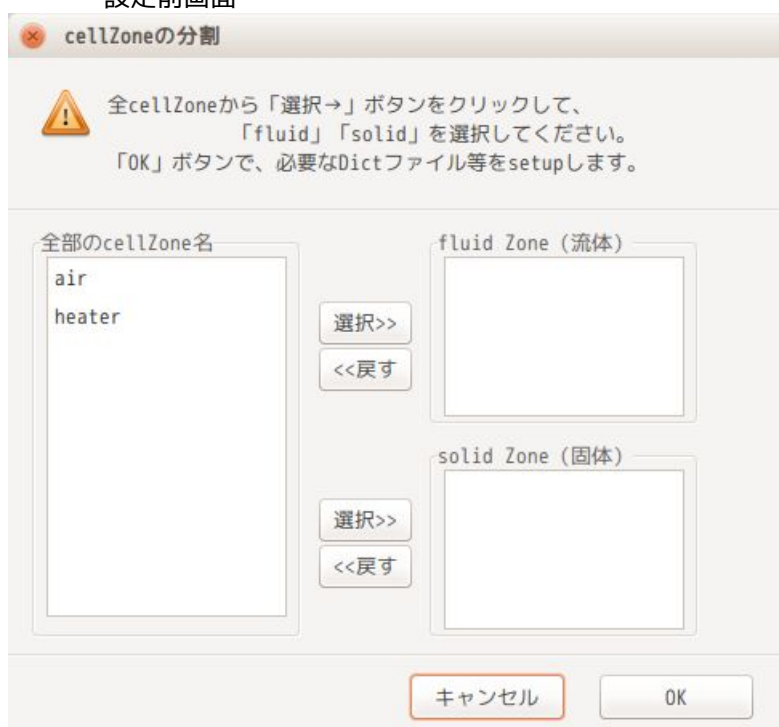 設定前画面
cellZoneの分割
全cellZoneから「選択→」ボタンをクリックして、
「fluid」「solid」を選択してください。
「OK」ボタンで、必要なDictファイル等をsetupします。
全部のcellZone名
air
heater
選択>>
<<戻す
fluid Zone (流体)
solid Zone (固体)
選択>>
<<戻す
キャンセル
OK